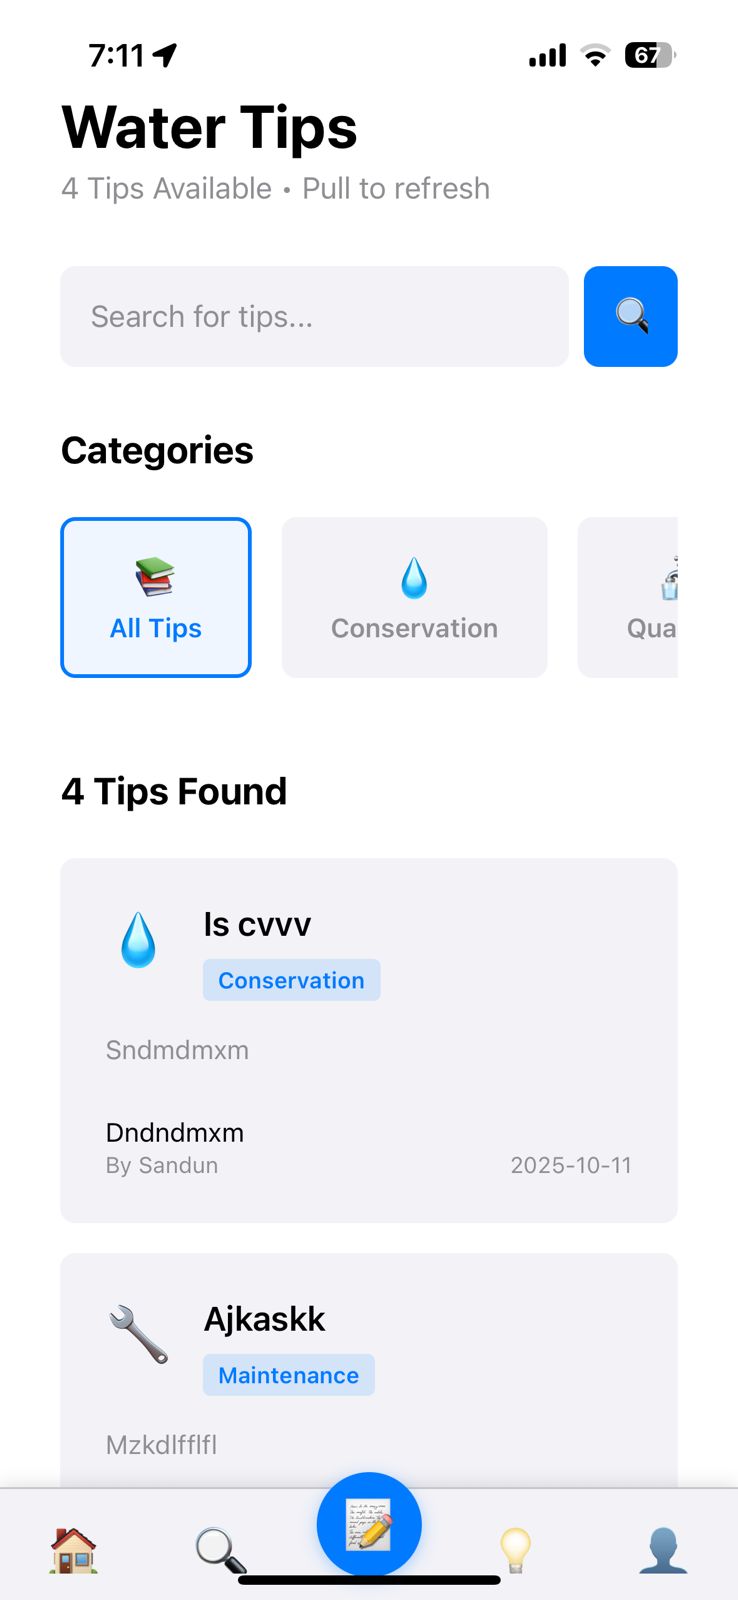 7:11
67
Water Tips
4 Tips Available • Pull to refresh
Search for tips...
Categories
All Tips
Conservation
Qua
4 Tips Found
Is cvvv
Conservation
Sndmdmxm
Dndndmxm
By Sandun
2025-10-11
Ajkaskk
Maintenance
Mzkdlfflfl